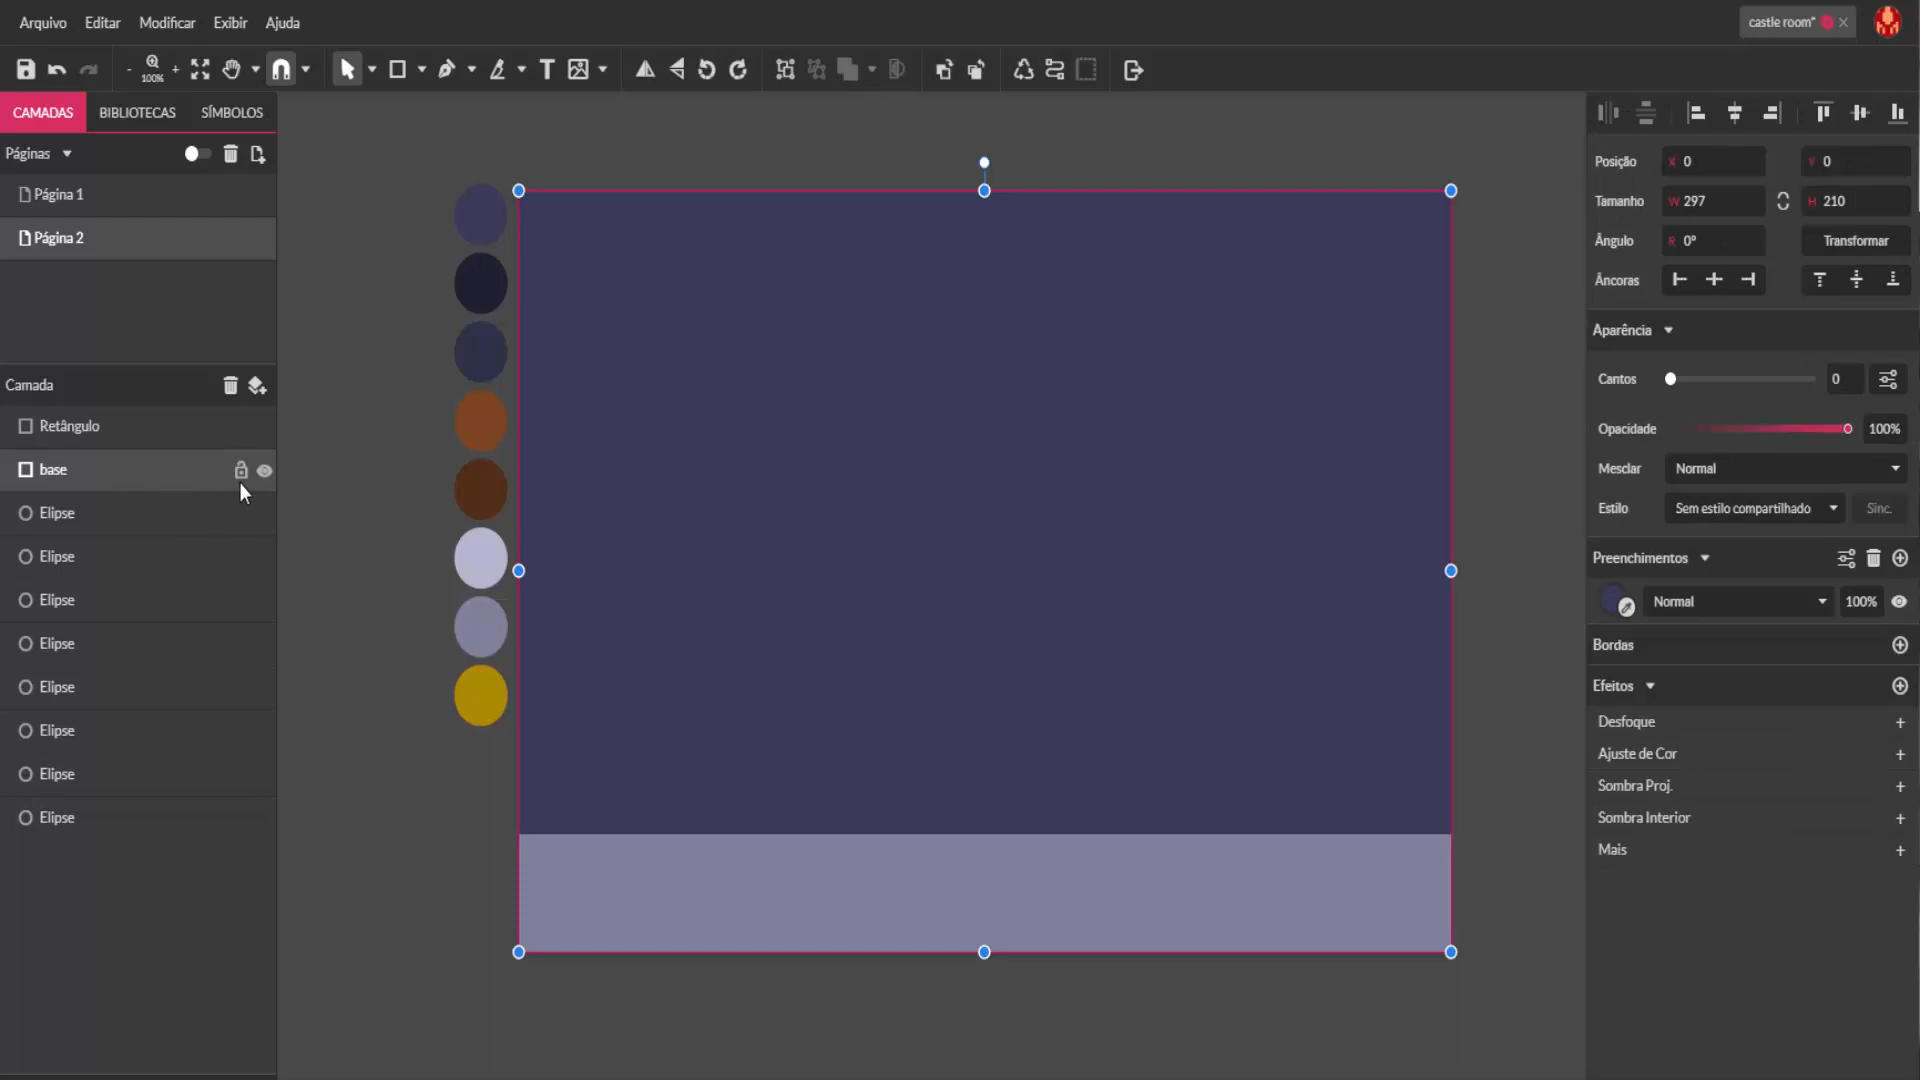 Arquivo Editar Modificar Exibir Ajuda castle room*
- 100% +
CAMADAS BIBLIOTECAS SÍMBOLOS
Páginas
Página 1
Página 2
Camada
Retângulo
base
Elipse
Elipse
Elipse
Elipse
Elipse
Elipse
Elipse
Elipse
Posição X 0 Y 0
Tamanho W 297 H 210
Ângulo R 0º Transformar
Âncoras
Aparência
Cantos 0
Opacidade 100%
Mesclar Normal
Estilo Sem estilo compartilhado Sinc.
Preenchimentos
Normal 100%
Bordas
Efeitos
Desfoque +
Ajuste de Cor +
Sombra Proj. +
Sombra Interior +
Mais +